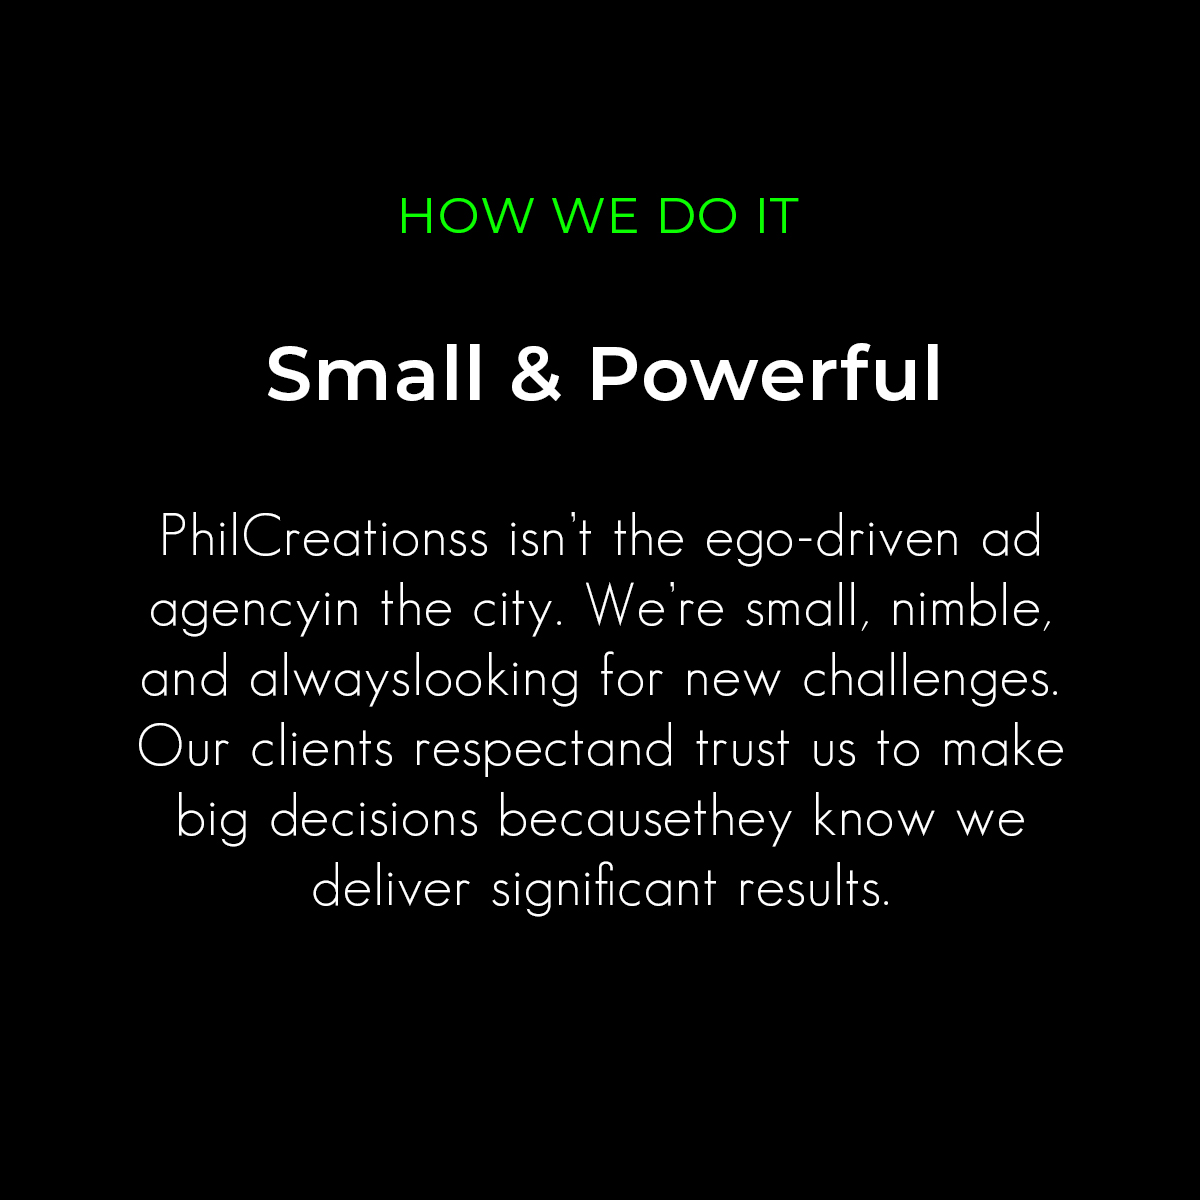 HOW WE DO IT
Small & Powerful
PhilCreationss isn’t the ego-driven ad
agencyin the city. We’re small, nimble,
and alwayslooking for new challenges.
Our clients respectand trust us to make
big decisions becausethey know we
deliver significant results.